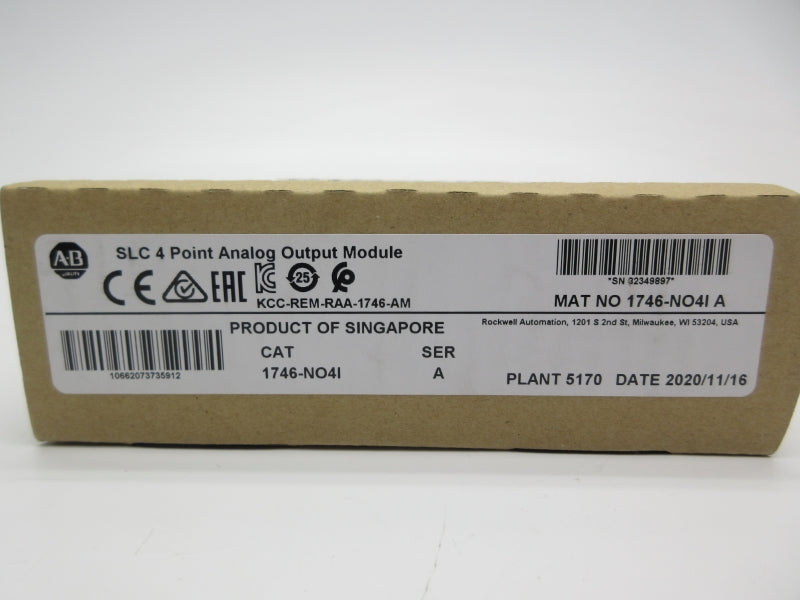 A-B
SLC 4 Point Analog Output Module
CE EAC 25
KCC-REM-RAA-1746-AM
*SN 32349897*
MAT NO 1746-NO4I A
PRODUCT OF SINGAPORE
Rockwell Automation, 1201 S 2nd St, Milwaukee, WI 53204, USA
CAT SER
10662073735912
1746-NO4I A
PLANT 5170 DATE 2020/11/16